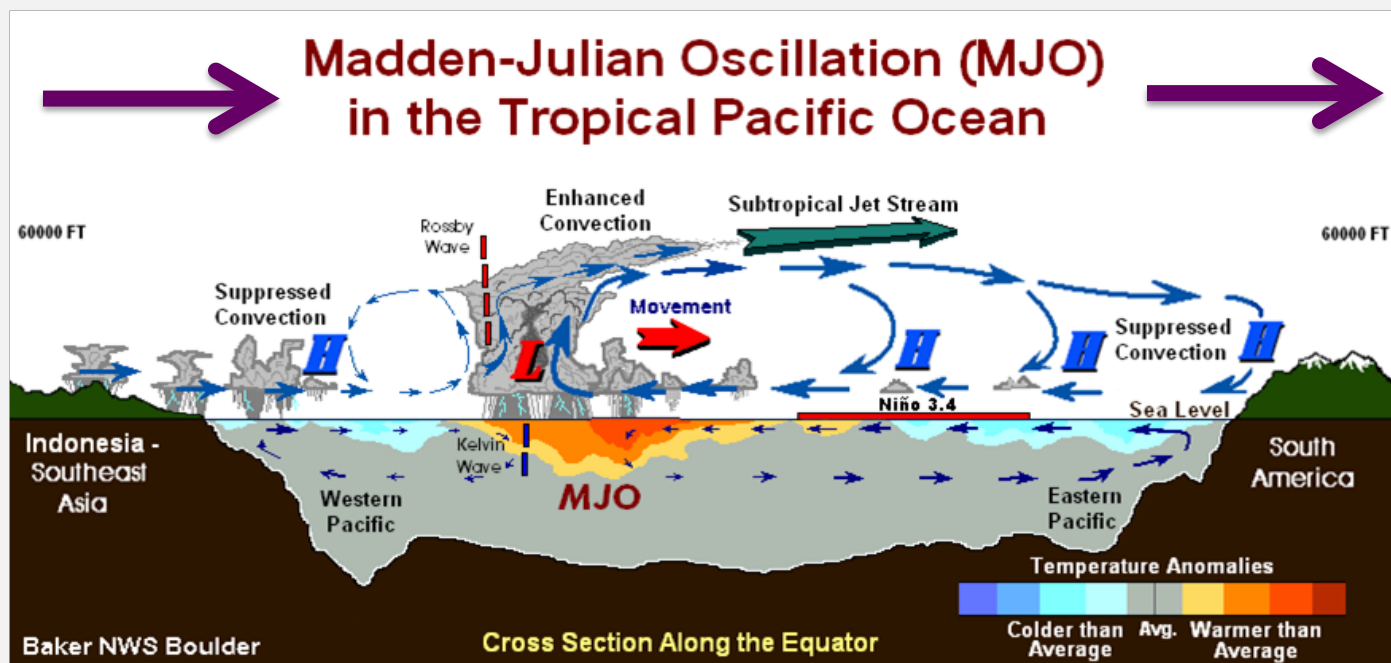 Madden-Julian Oscillation (MJO)
in the Tropical Pacific Ocean
60000 FT
60000 FT
Rossby
Wave
Enhanced
Convection
Subtropical Jet Stream
Suppressed
Convection
H
L
Movement
H
H
Suppressed
Convection
H
Niño 3.4
Sea Level
Indonesia -
Southeast
Asia
Kelvin
Wave
MJO
Western
Pacific
Eastern
Pacific
South
America
Temperature Anomalies
Colder than
Average
Avg.
Warmer than
Average
Baker NWS Boulder
Cross Section Along the Equator